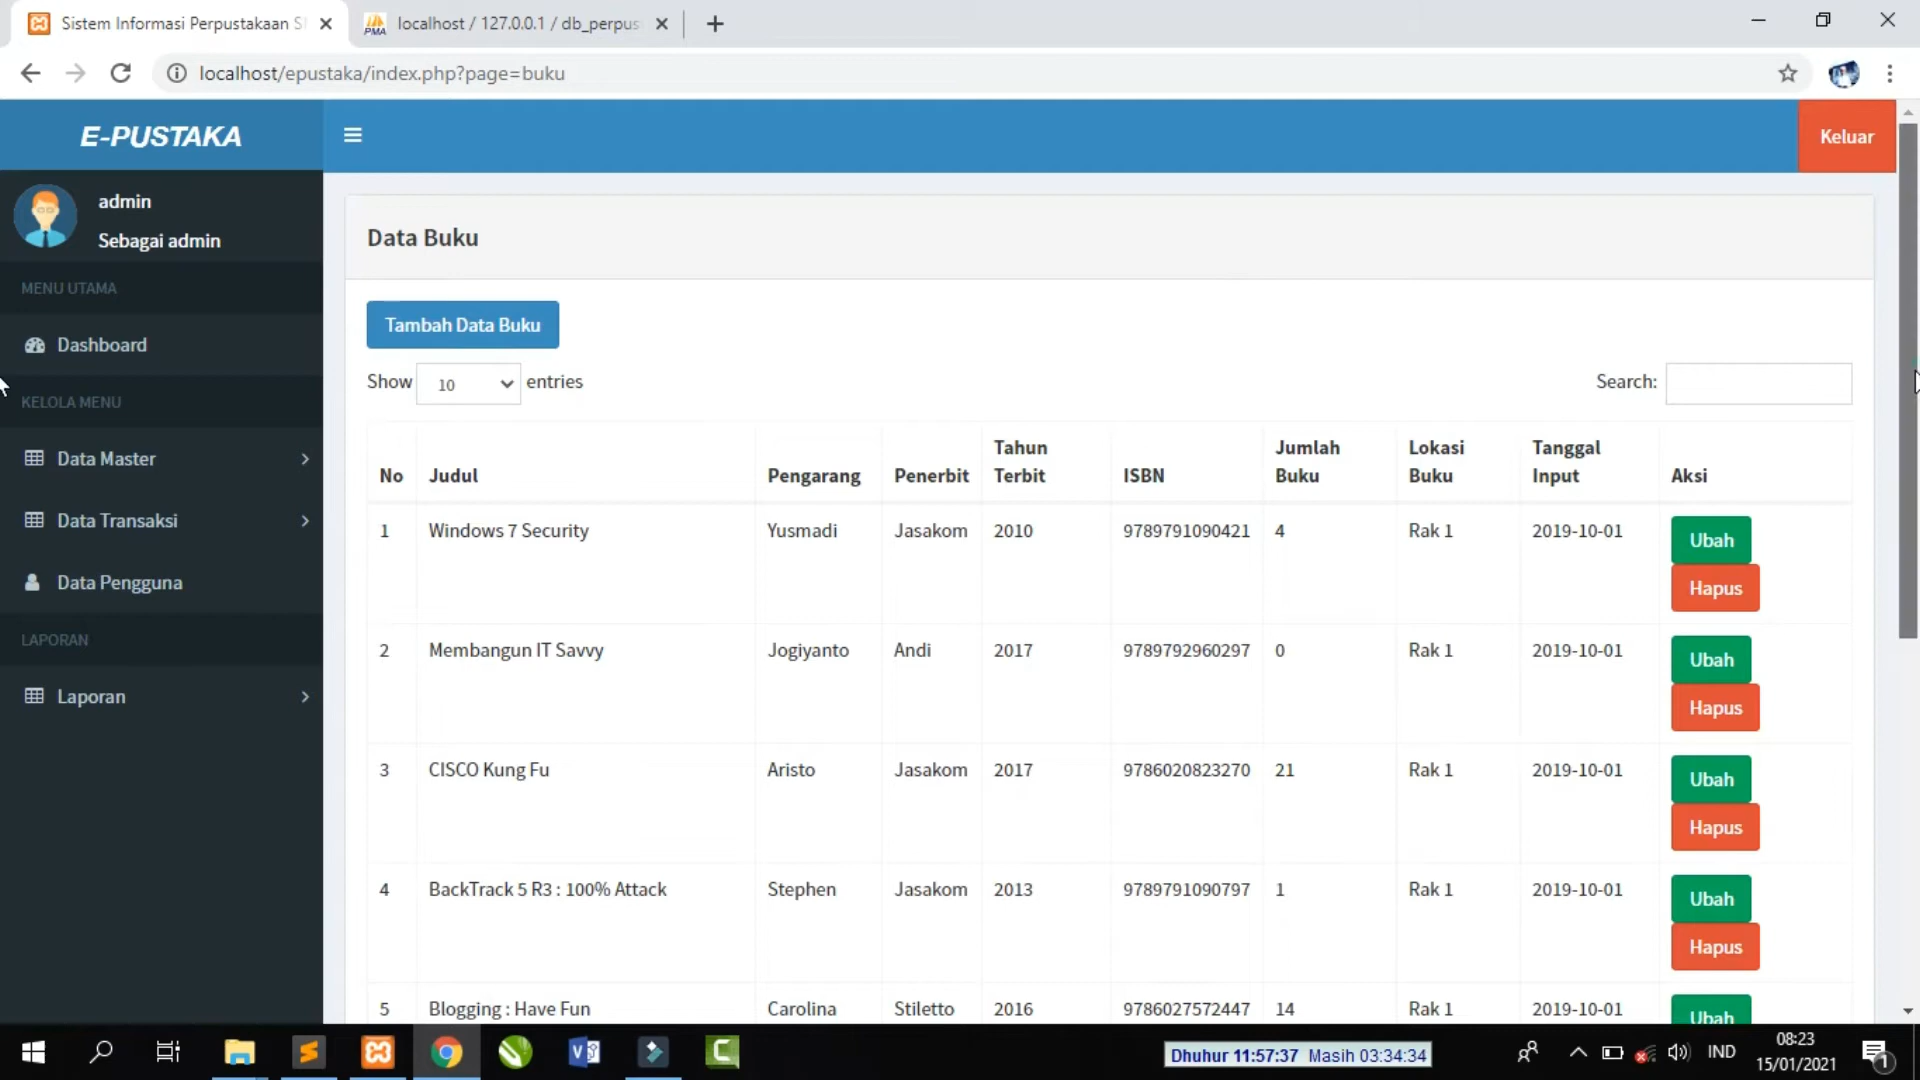 Sistem Informasi Perpustakaan S
localhost / 127.0.0.1 / db_perpus
localhost/epustaka/index.php?page=buku
E-PUSTAKA
Keluar
admin
Sebagai admin
MENU UTAMA
Dashboard
KELOLA MENU
Data Master
Data Transaksi
Data Pengguna
LAPORAN
Laporan
Data Buku
Tambah Data Buku
Show 10 entries
Search:
No Judul Pengarang Penerbit Tahun Terbit ISBN Jumlah Buku Lokasi Buku Tanggal Input Aksi
1 Windows 7 Security Yusmadi Jasakom 2010 9789791090421 4 Rak 1 2019-10-01 Ubah
Hapus
2 Membangun IT Savvy Jogiyanto Andi 2017 9789792960297 0 Rak 1 2019-10-01 Ubah
Hapus
3 CISCO Kung Fu Aristo Jasakom 2017 9786020823270 21 Rak 1 2019-10-01 Ubah
Hapus
4 BackTrack 5 R3 : 100% Attack Stephen Jasakom 2013 9789791090797 1 Rak 1 2019-10-01 Ubah
Hapus
5 Blogging : Have Fun Carolina Stiletto 2016 9786027572447 14 Rak 1 2019-10-01 Ubah
Dhuhur 11:57:37 Masih 03:34:34
IND
08:23
15/01/2021
1